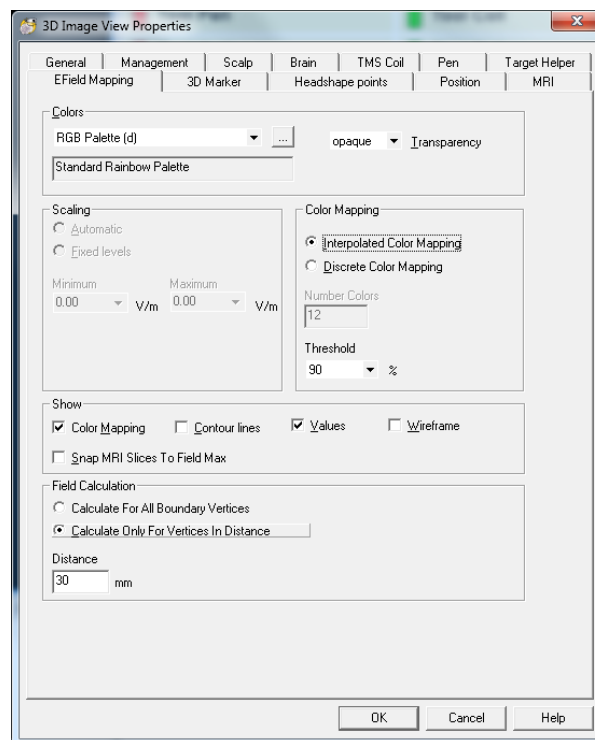 3D Image View Properties
General Management Scalp Brain TMS Coil Pen Target Helper
EField Mapping 3D Marker Headshape points Position MRI
Colors
RGB Palette (d) ... opaque Transparency
Standard Rainbow Palette
Scaling
Automatic
Fixed levels
Minimum Maximum
0.00 V/m 0.00 V/m
Color Mapping
Interpolated Color Mapping
Discrete Color Mapping
Number Colors
12
Threshold
90 %
Show
Color Mapping Contour lines Values Wireframe
Snap MRI Slices To Field Max
Field Calculation
Calculate For All Boundary Vertices
Calculate Only For Vertices In Distance
Distance
30 mm
OK Cancel Help